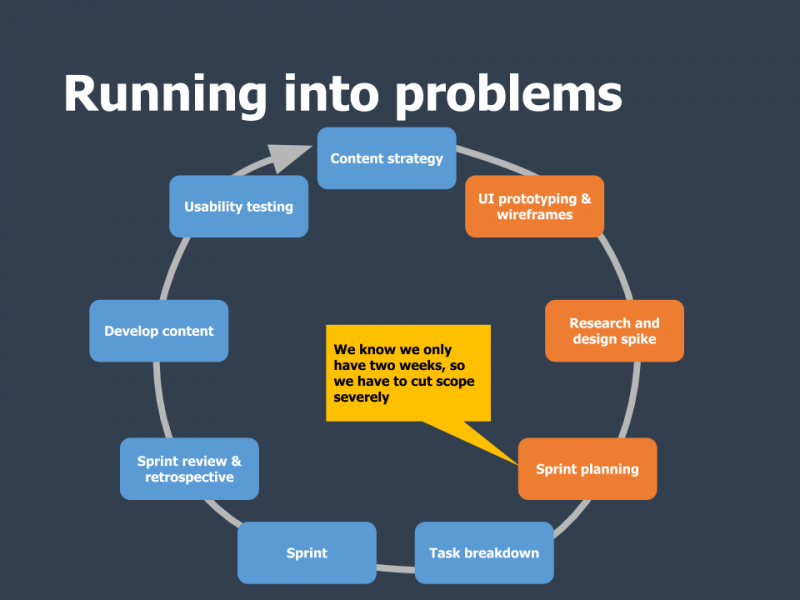 Running into problems
Content strategy
UI prototyping &
wireframes
Research and
design spike
Sprint planning
Task breakdown
Sprint
Sprint review &
retrospective
Develop content
Usability testing
We know we only
have two weeks, so
we have to cut scope
severely